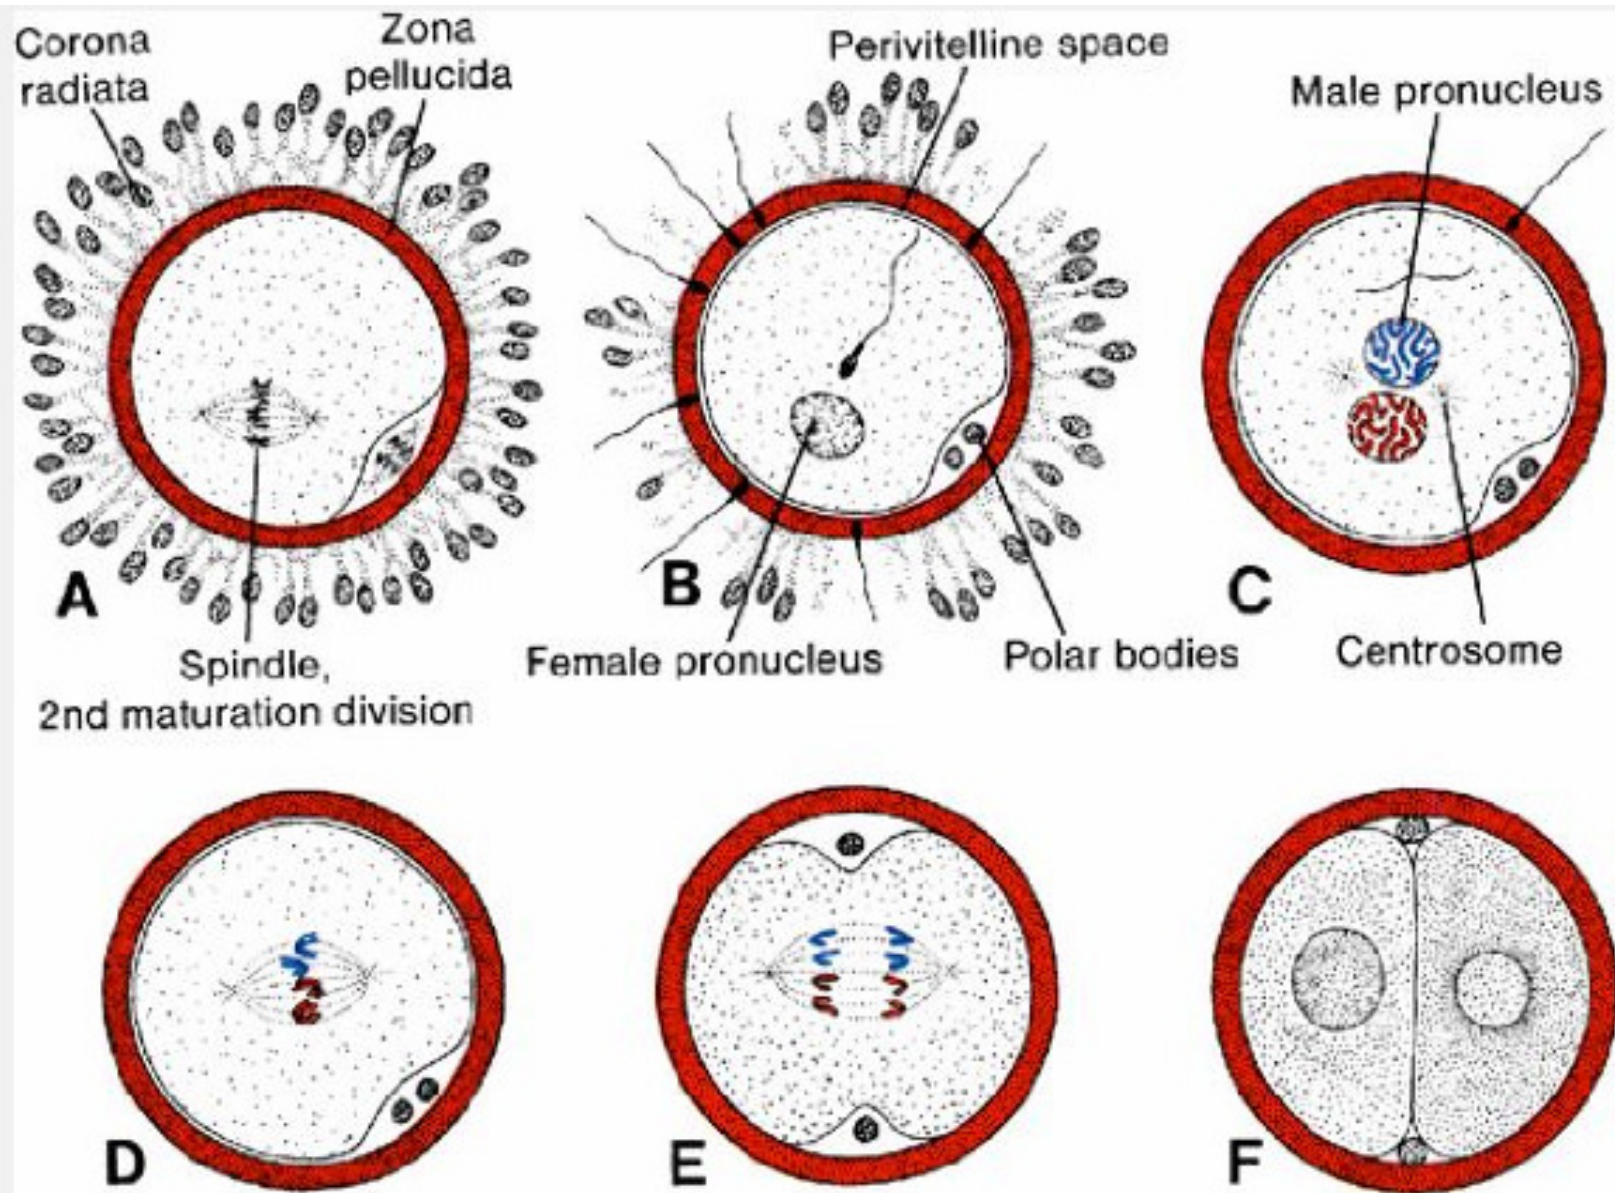 Corona
radiata
Zona
pellucida
Perivitelline space
Male pronucleus
A
B
C
Spindle,
2nd maturation division
Female pronucleus
Polar bodies
Centrosome
D
E
F